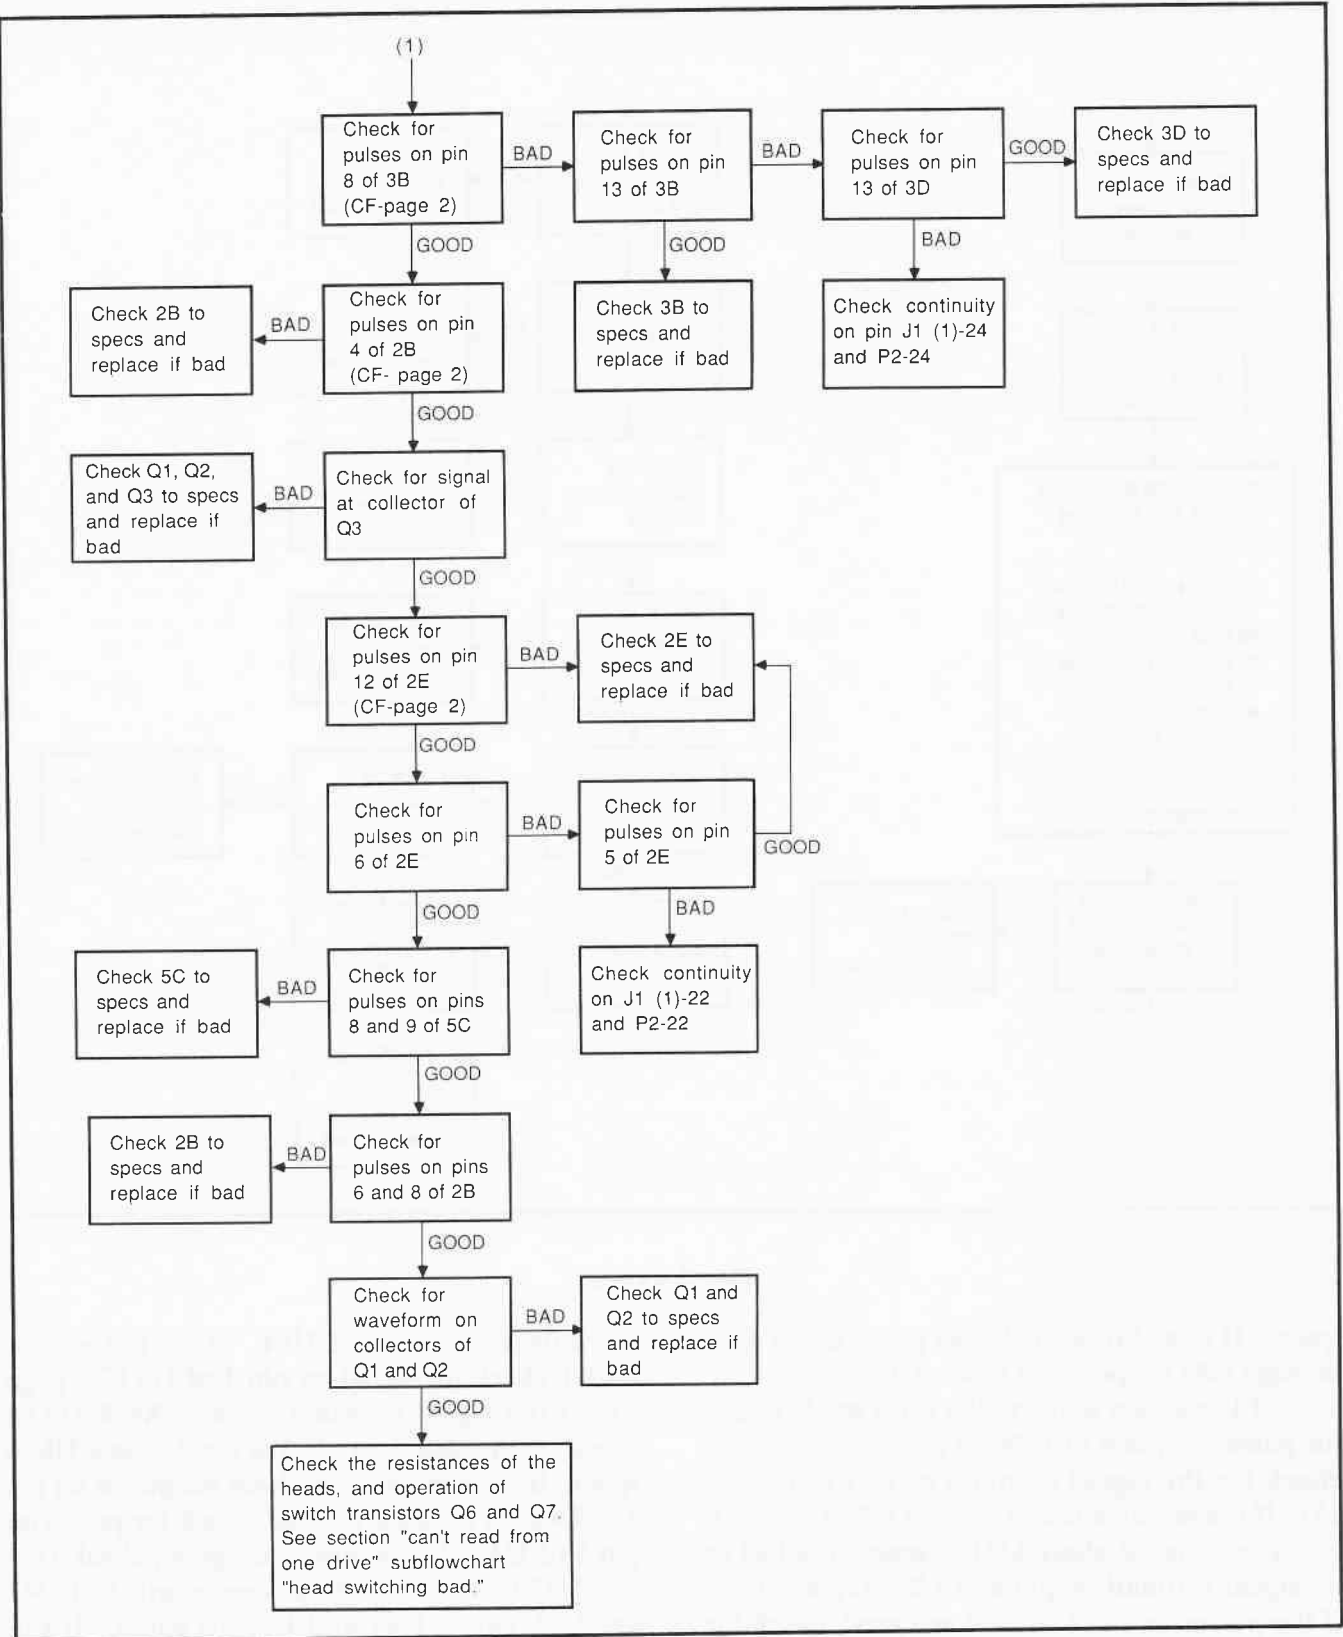 (1)
Check for
pulses on pin
8 of 3B
(CF-page 2)
BAD
Check for
pulses on pin
13 of 3B
BAD
Check for
pulses on pin
13 of 3D
GOOD
Check 3D to
specs and
replace if bad
GOOD
GOOD
BAD
Check 2B to
specs and
replace if bad
BAD
Check for
pulses on pin
4 of 2B
(CF- page 2)
Check 3B to
specs and
replace if bad
Check continuity
on pin J1 (1)-24
and P2-24
GOOD
Check Q1, Q2,
and Q3 to specs
and replace if
bad
BAD
Check for signal
at collector of
Q3
GOOD
Check for
pulses on pin
12 of 2E
(CF-page 2)
BAD
Check 2E to
specs and
replace if bad
GOOD
Check for
pulses on pin
6 of 2E
BAD
Check for
pulses on pin
5 of 2E
GOOD
GOOD
BAD
Check 5C to
specs and
replace if bad
BAD
Check for
pulses on pins
8 and 9 of 5C
Check continuity
on J1 (1)-22
and P2-22
GOOD
Check 2B to
specs and
replace if bad
BAD
Check for
pulses on pins
6 and 8 of 2B
GOOD
Check for
waveform on
collectors of
Q1 and Q2
BAD
Check Q1 and
Q2 to specs
and replace if
bad
GOOD
Check the resistances of the
heads, and operation of
switch transistors Q6 and Q7.
See section "can't read from
one drive" subflowchart
"head switching bad."